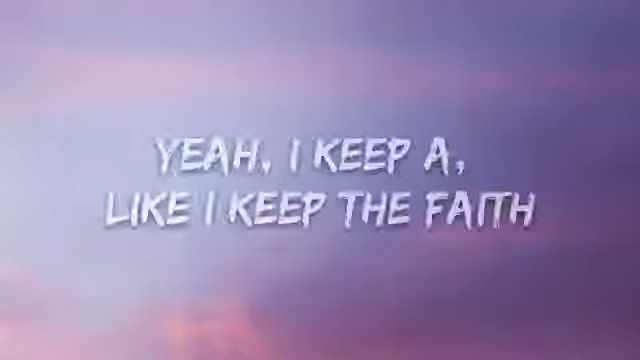 YEAH, I KEEP A,
LIKE I KEEP THE FAITH